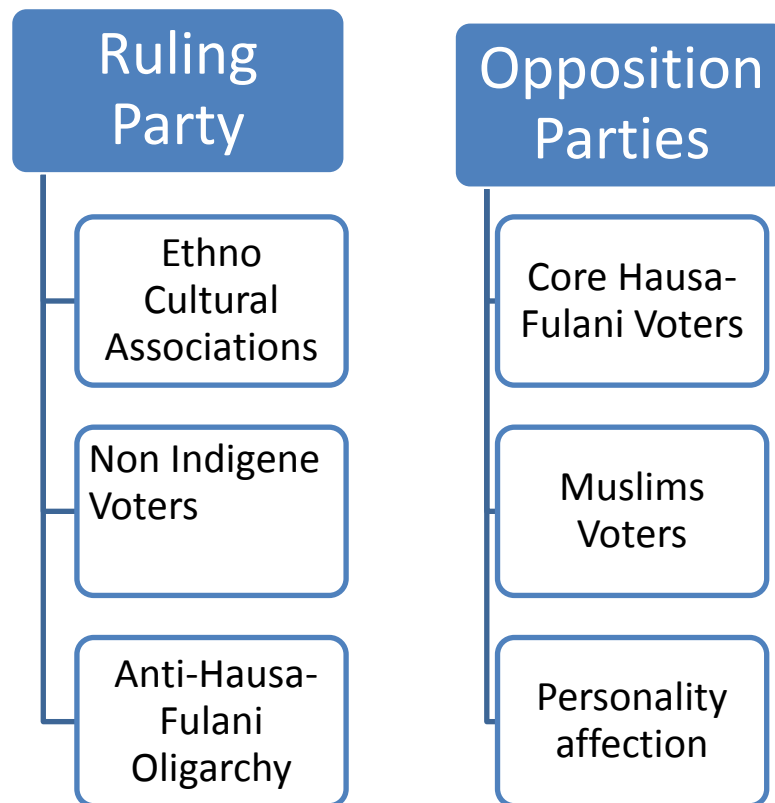 Ruling
Party
Ethno
Cultural
Associations
Non Indigene
Voters
Anti-Hausa-
Fulani
Oligarchy
Opposition
Parties
Core Hausa-
Fulani Voters
Muslims
Voters
Personality
affection